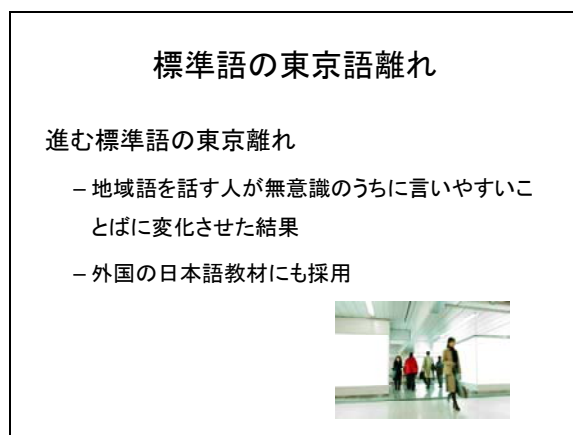 標準語の東京語離れ
進む標準語の東京離れ
– 地域語を話す人が無意識のうちに言いやすいこ
とばに変化させた結果
– 外国の日本語教材にも採用